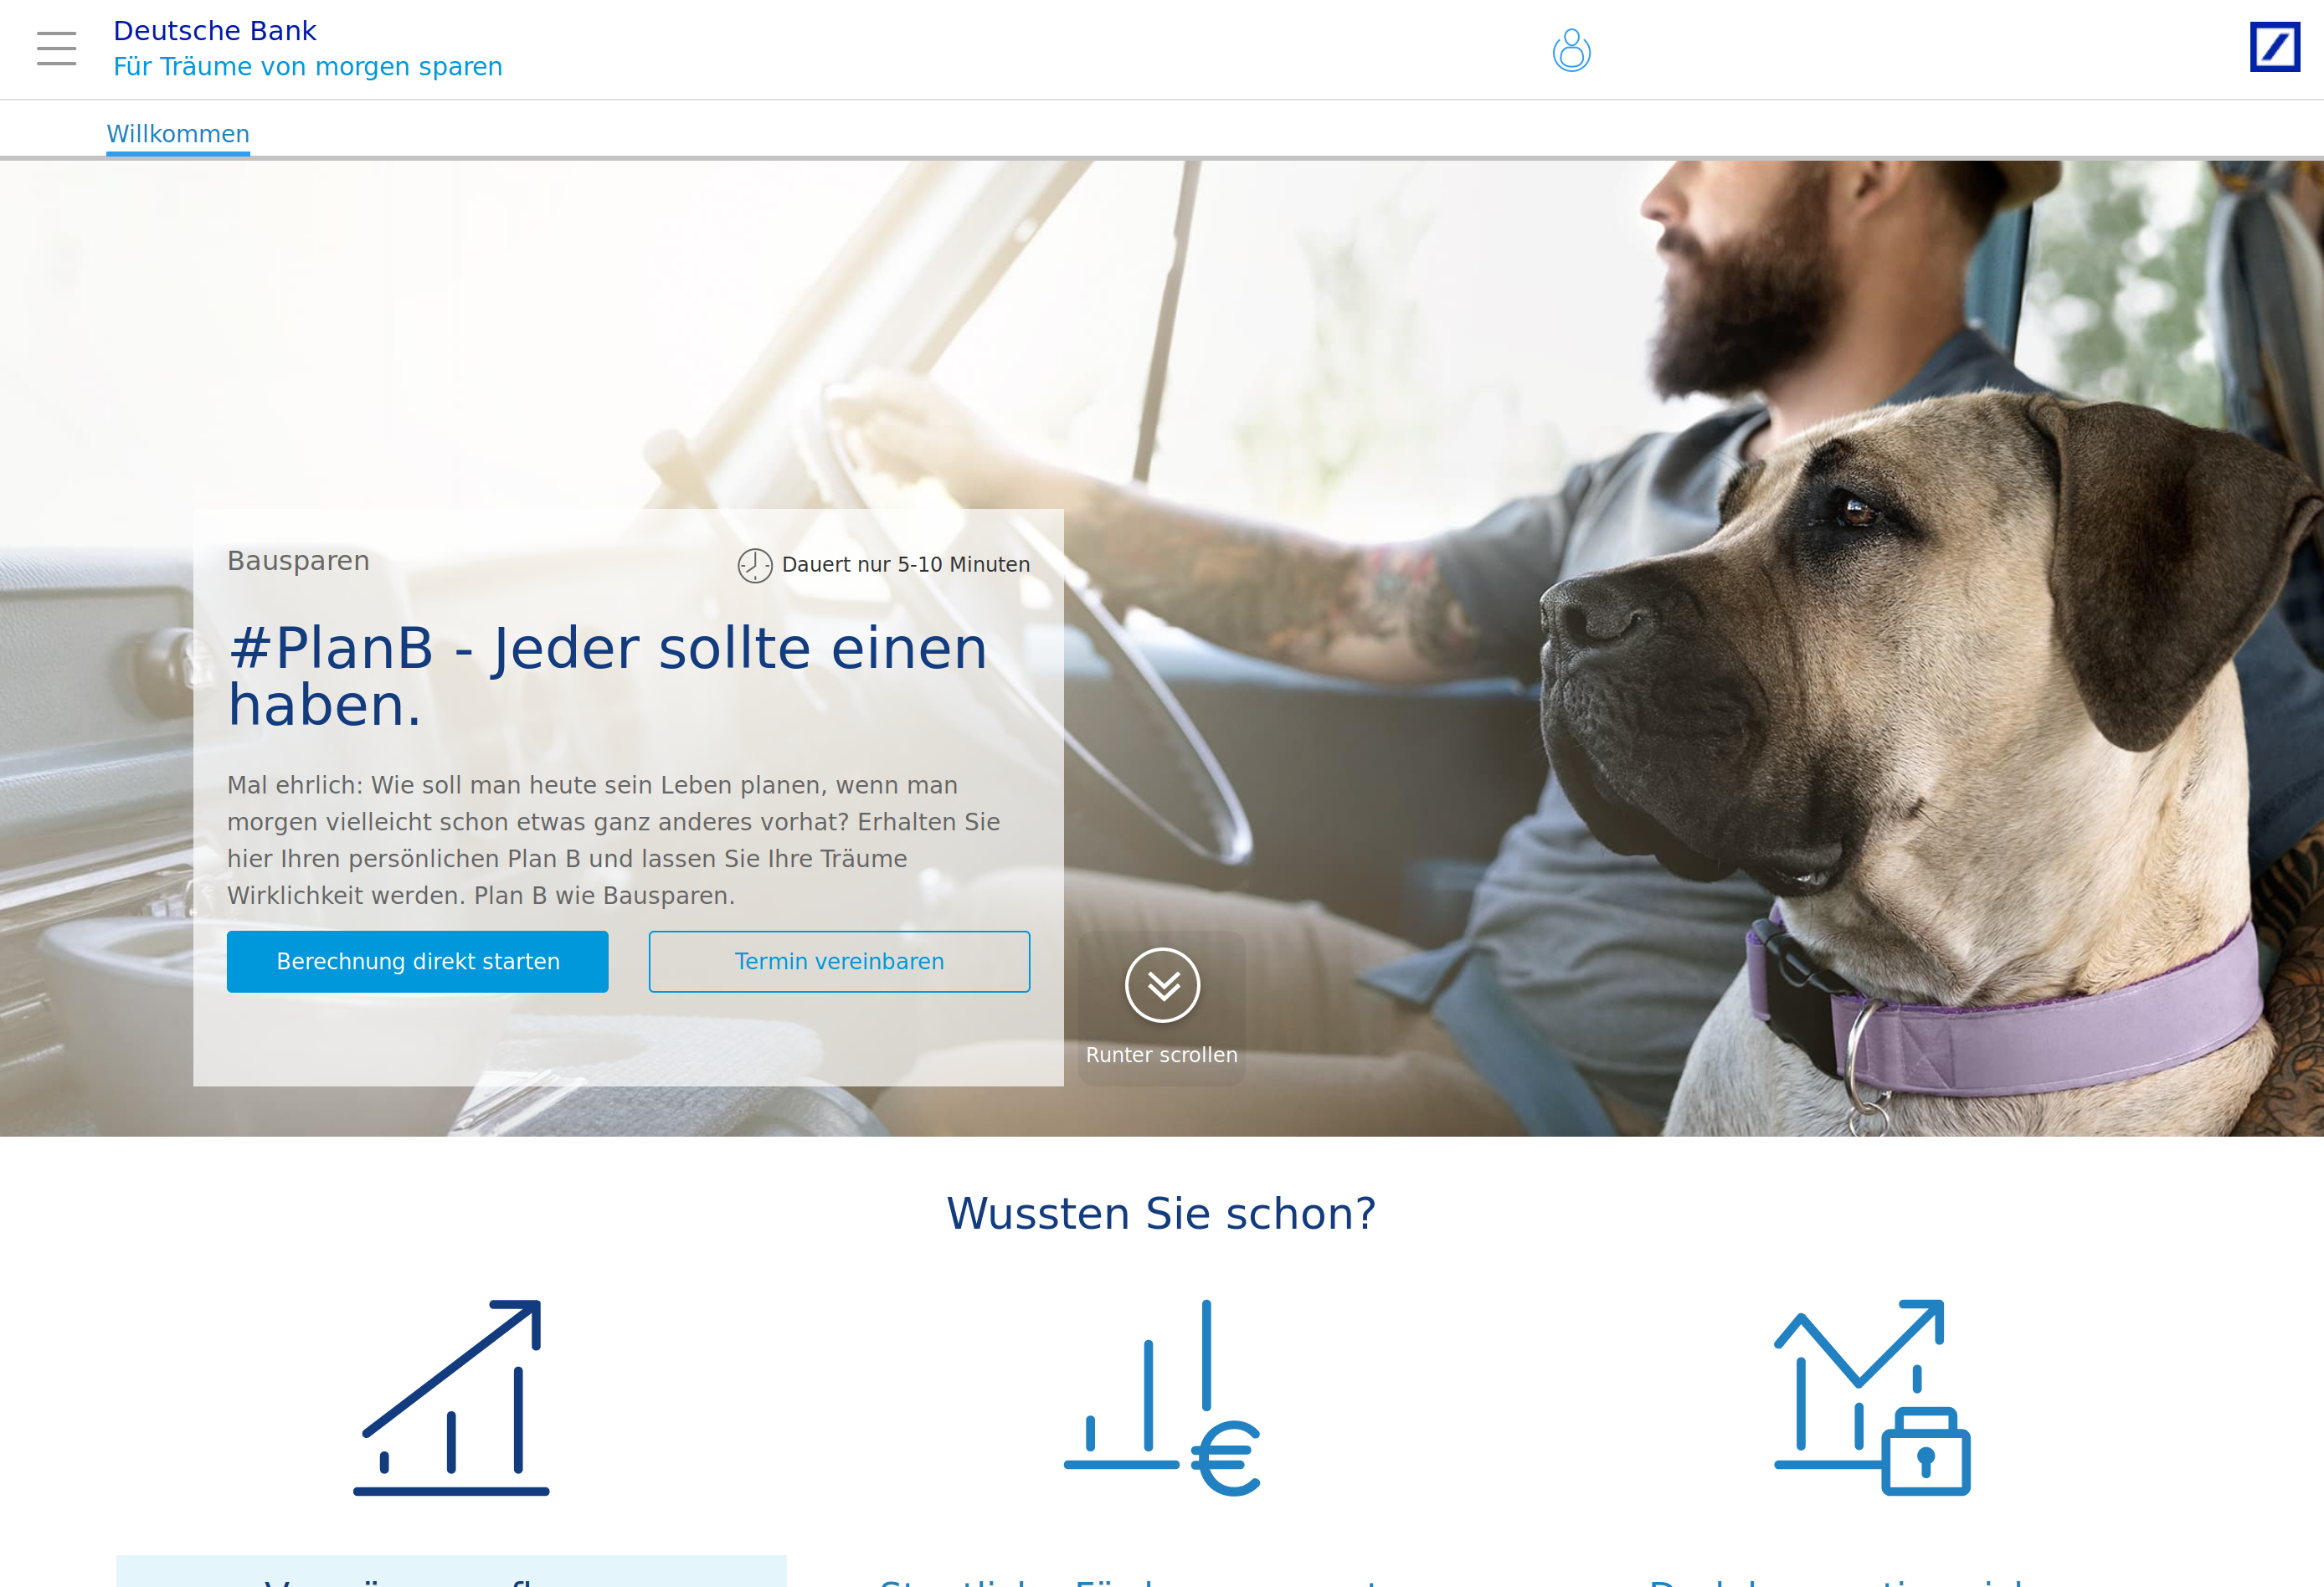 Deutsche Bank
Für Träume von morgen sparen
Willkommen
Bausparen
Dauert nur 5-10 Minuten
#PlanB - Jeder sollte einen
haben.
Mal ehrlich: Wie soll man heute sein Leben planen, wenn man
morgen vielleicht schon etwas ganz anderes vorhat? Erhalten Sie
hier Ihren persönlichen Plan B und lassen Sie Ihre Träume
Wirklichkeit werden. Plan B wie Bausparen.
Berechnung direkt starten
Termin vereinbaren
Runter scrollen
Wussten Sie schon?